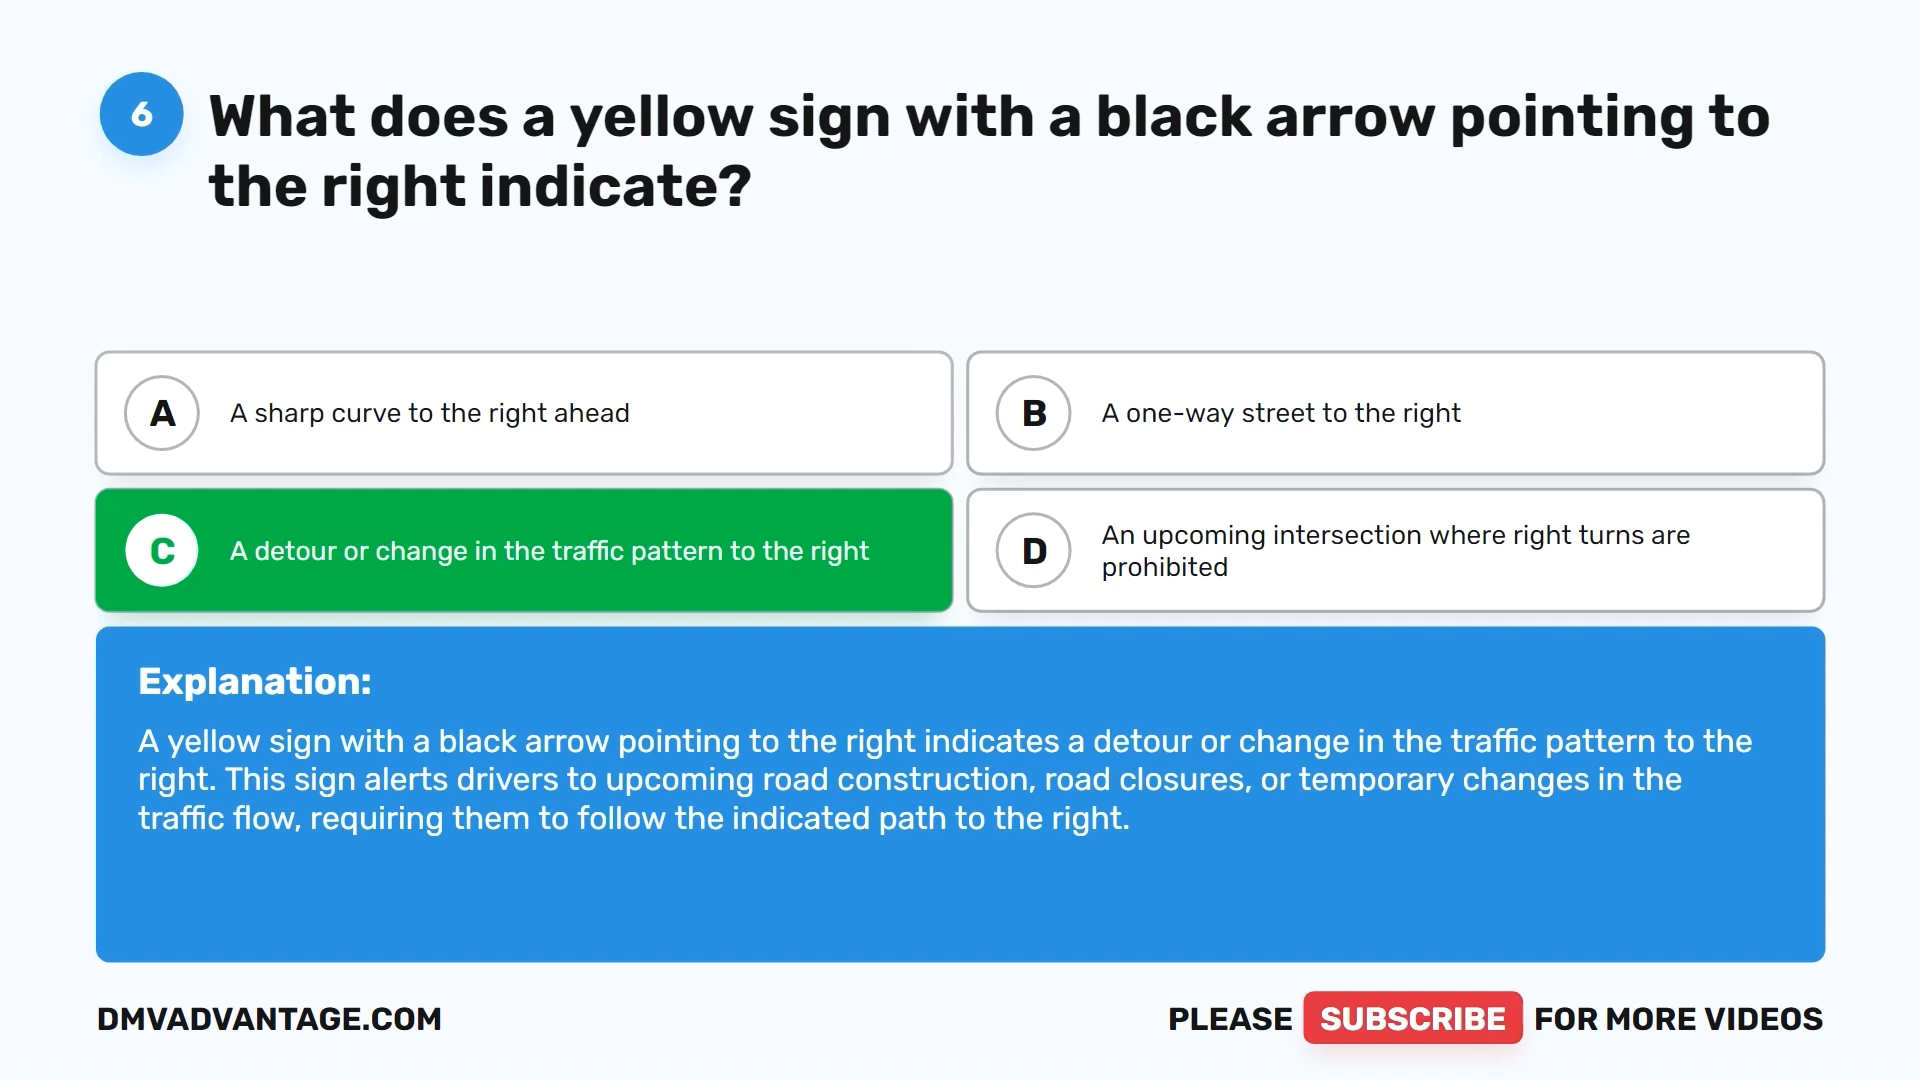 6
What does a yellow sign with a black arrow pointing to
the right indicate?
A
A sharp curve to the right ahead
B
A one-way street to the right
C
A detour or change in the traffic pattern to the right
D
An upcoming intersection where right turns are
prohibited
Explanation:
A yellow sign with a black arrow pointing to the right indicates a detour or change in the traffic pattern to the
right. This sign alerts drivers to upcoming road construction, road closures, or temporary changes in the
traffic flow, requiring them to follow the indicated path to the right.
DMVADVANTAGE.COM
PLEASE SUBSCRIBE FOR MORE VIDEOS